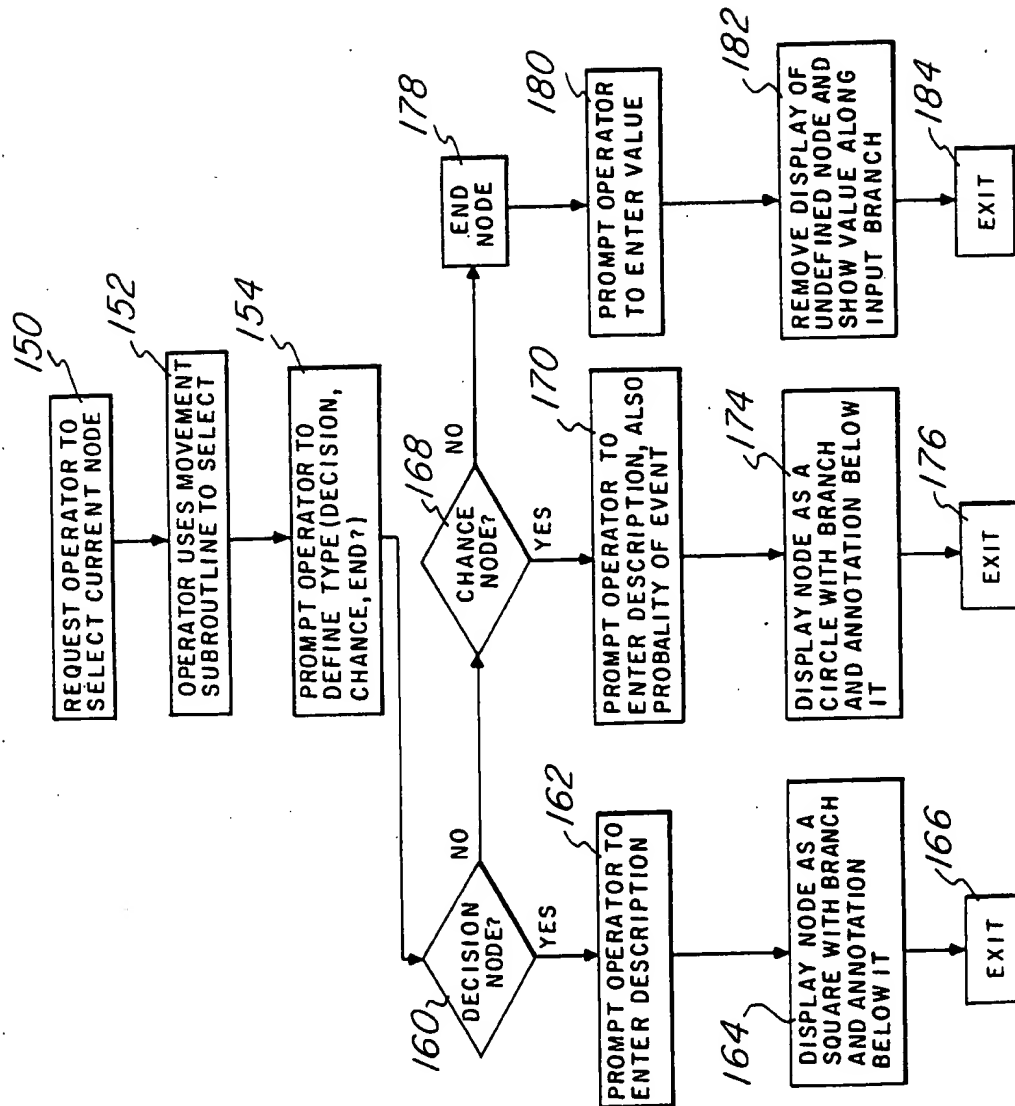 150
REQUEST OPERATOR TO
SELECT CURRENT NODE
152
OPERATOR USES MOVEMENT
SUBROUTLINE TO SELECT
154
PROMPT OPERATOR TO
DEFINE TYPE (DECISION,
CHANCE, END?)
160
DECISION
NODE?
NO
YES
162
PROMPT OPERATOR TO
ENTER DESCRIPTION
164
DISPLAY NODE AS A
SQUARE WITH BRANCH
AND ANNOTATION
BELOW IT
166
EXIT
168
CHANCE
NODE?
NO
YES
170
PROMPT OPERATOR TO
ENTER DESCRIPTION, ALSO
PROBALITY OF EVENT
174
DISPLAY NODE AS A
CIRCLE WITH BRANCH
AND ANNOTATION BELOW
IT
176
EXIT
178
END
NODE
180
PROMPT OPERATOR
TO ENTER VALUE
182
REMOVE DISPLAY OF
UNDEFINED NODE AND
SHOW VALUE ALONG
INPUT BRANCH
184
EXIT